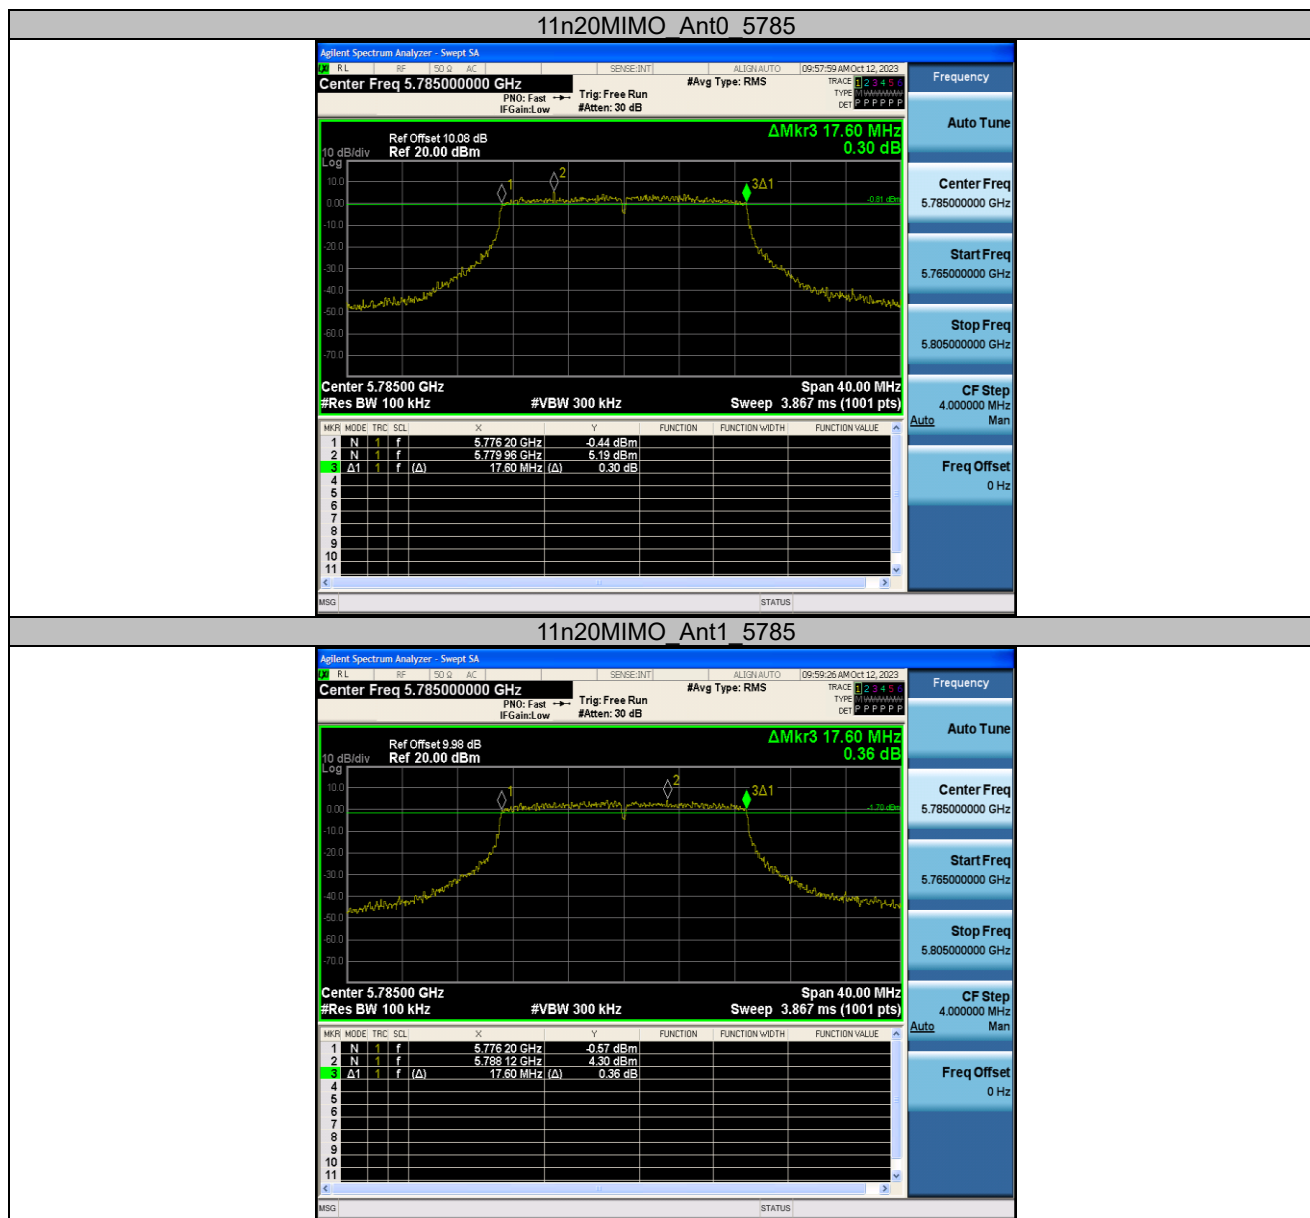 11n20MIMO_Ant0_5785
Agilent Spectrum Analyzer - Swept SA
RL RF 50 Ω AC SENSE:INT ALIGN AUTO 09:57:59 AM Oct 12, 2023
Center Freq 5.785000000 GHz
PNO: Fast
IFGain:Low
Trig: Free Run
#Atten: 30 dB
#Avg Type: RMS
TRACE 1 2 3 4 5 6
TYPE M
DET P P P P P P
Frequency
Auto Tune
Center Freq
5.785000000 GHz
Start Freq
5.765000000 GHz
Stop Freq
5.805000000 GHz
CF Step
4.000000 MHz
Auto Man
Freq Offset
0 Hz
ΔMkr3 17.60 MHz
0.30 dB
Ref Offset 10.08 dB
10 dB/div Ref 20.00 dBm
Log
10.0
0.00
-10.0
-20.0
-30.0
-40.0
-50.0
-60.0
-70.0
1
2
3Δ1
-0.81 dBm
Center 5.78500 GHz Span 40.00 MHz
#Res BW 100 kHz #VBW 300 kHz Sweep 3.867 ms (1001 pts)
MKR MODE TRC SCL X Y FUNCTION FUNCTION WIDTH FUNCTION VALUE
1 N 1 f 5.776 20 GHz -0.44 dBm
2 N 1 f 5.779 96 GHz 5.19 dBm
3 Δ1 1 f (Δ) 17.60 MHz (Δ) 0.30 dB
4
5
6
7
8
9
10
11
MSG STATUS
11n20MIMO_Ant1_5785
Agilent Spectrum Analyzer - Swept SA
RL RF 50 Ω AC SENSE:INT ALIGN AUTO 09:59:26 AM Oct 12, 2023
Center Freq 5.785000000 GHz
PNO: Fast
IFGain:Low
Trig: Free Run
#Atten: 30 dB
#Avg Type: RMS
TRACE 1 2 3 4 5 6
TYPE M
DET P P P P P P
Frequency
Auto Tune
Center Freq
5.785000000 GHz
Start Freq
5.765000000 GHz
Stop Freq
5.805000000 GHz
CF Step
4.000000 MHz
Auto Man
Freq Offset
0 Hz
ΔMkr3 17.60 MHz
0.36 dB
Ref Offset 9.98 dB
10 dB/div Ref 20.00 dBm
Log
10.0
0.00
-10.0
-20.0
-30.0
-40.0
-50.0
-60.0
-70.0
1
2
3Δ1
-1.70 dBm
Center 5.78500 GHz Span 40.00 MHz
#Res BW 100 kHz #VBW 300 kHz Sweep 3.867 ms (1001 pts)
MKR MODE TRC SCL X Y FUNCTION FUNCTION WIDTH FUNCTION VALUE
1 N 1 f 5.776 20 GHz -0.57 dBm
2 N 1 f 5.788 12 GHz 4.30 dBm
3 Δ1 1 f (Δ) 17.60 MHz (Δ) 0.36 dB
4
5
6
7
8
9
10
11
MSG STATUS